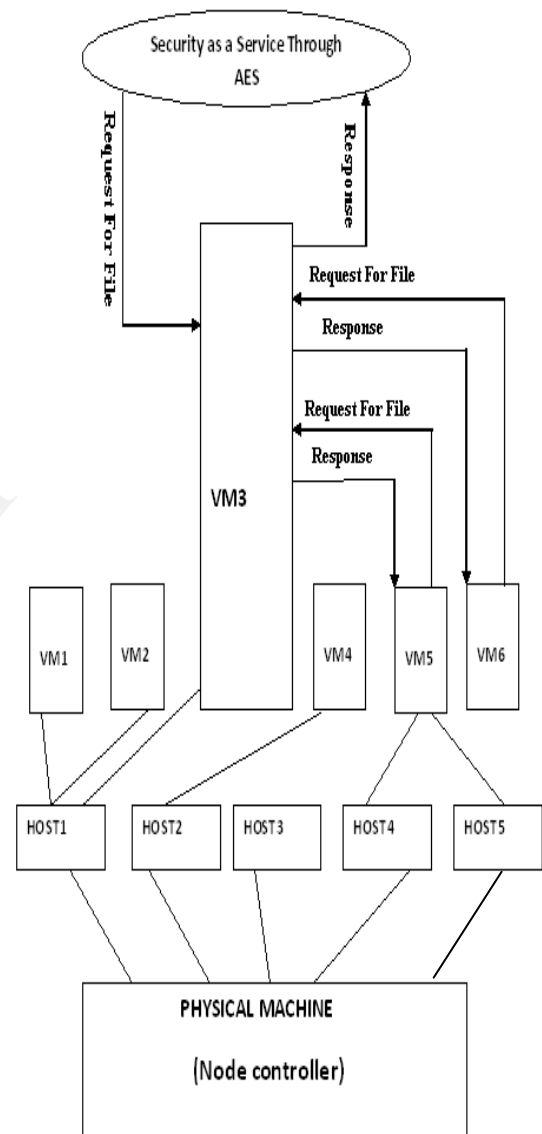 Security as a Service Through
AES
Request For File
Response
Request For File
Response
Request For File
Response
VM3
VM1
VM2
VM4
VM5
VM6
HOST1
HOST2
HOST3
HOST4
HOST5
PHYSICAL MACHINE
(Node controller)